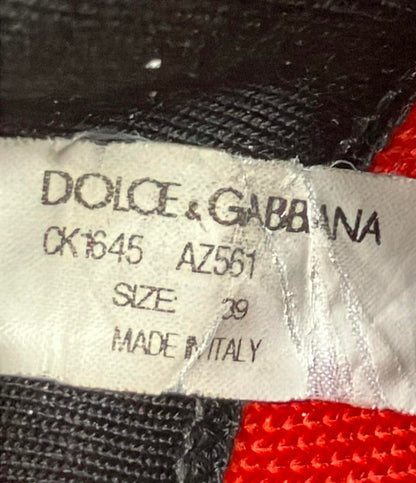 DOLCE & GABBANA
CK1645 AZ561
SIZE: 39
MADE IN ITALY